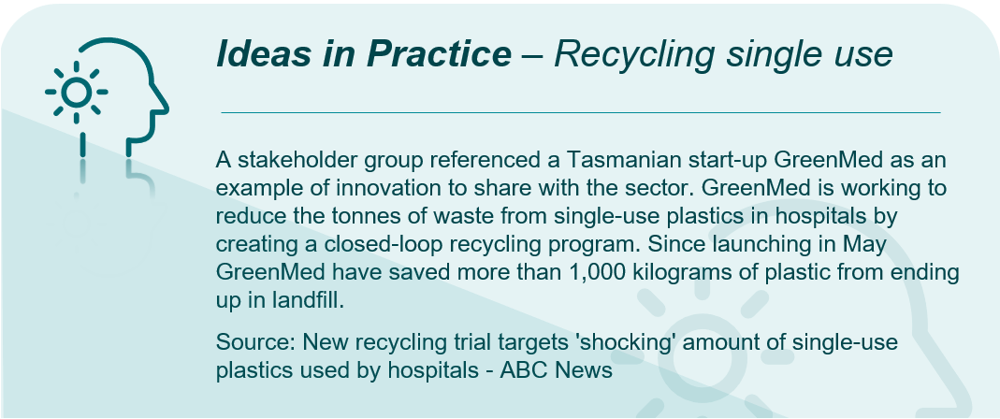 Ideas in Practice – Recycling single use
A stakeholder group referenced a Tasmanian start-up GreenMed as an
example of innovation to share with the sector. GreenMed is working to
reduce the tonnes of waste from single-use plastics in hospitals by
creating a closed-loop recycling program. Since launching in May
GreenMed have saved more than 1,000 kilograms of plastic from ending
up in landfill.
Source: New recycling trial targets 'shocking' amount of single-use
plastics used by hospitals - ABC News